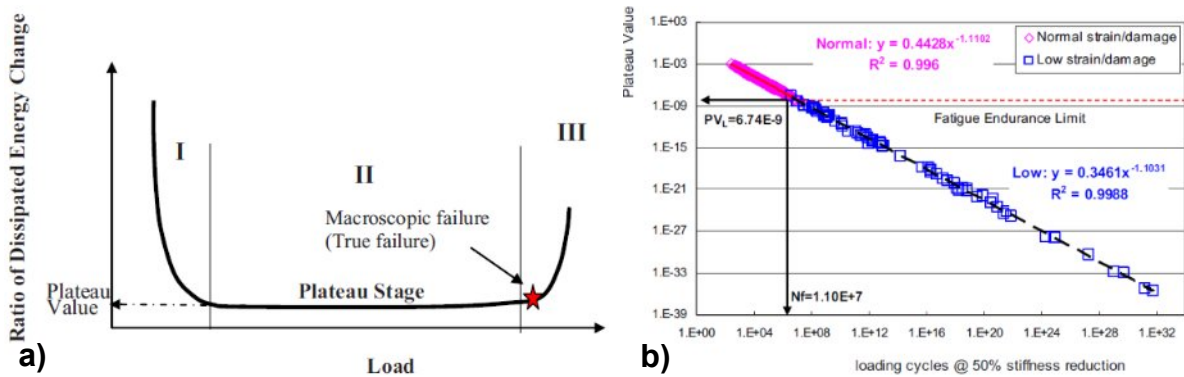 Ratio of Dissipated Energy Change
I
II
III
Macroscopic failure
(True failure)
Plateau
Value
Plateau Stage
Load
a)
Plateau Value
1.E+03
1.E-03
1.E-09
1.E-15
1.E-21
1.E-27
1.E-33
1.E-39
Normal: y = 0.4428x^-1.1102
R² = 0.996
Normal strain/damage
Low strain/damage
PV_L=6.74E-9
Fatigue Endurance Limit
Low: y = 0.3461x^-1.1031
R² = 0.9988
Nf=1.10E+7
1.E+00 1.E+04 1.E+08 1.E+12 1.E+16 1.E+20 1.E+24 1.E+28 1.E+32
loading cycles @ 50% stiffness reduction
b)